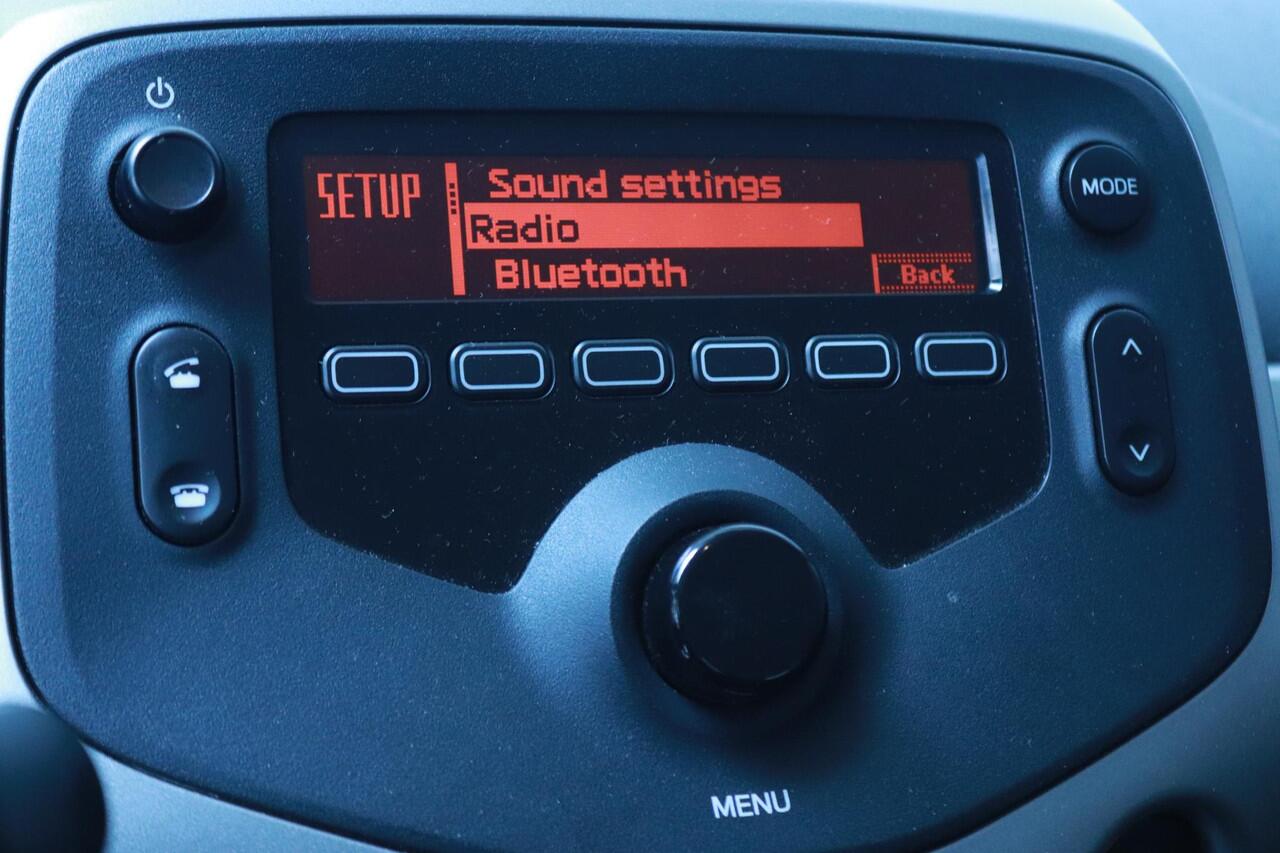 SETUP
Sound settings
Radio
Bluetooth
Back
MODE
MENU